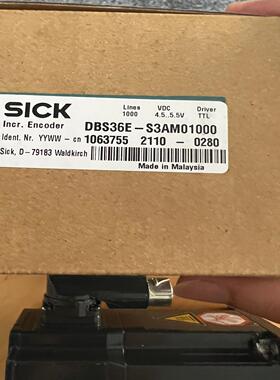 SICK
Lines VDC Driver
1000 4.5..5.5V TTL
Incr. Encoder DBS36E-S3AM01000
Ident. Nr. YYWW - cn 1063755 2110 - 0280
Sick, D-79183 Waldkirch
Made in Malaysia